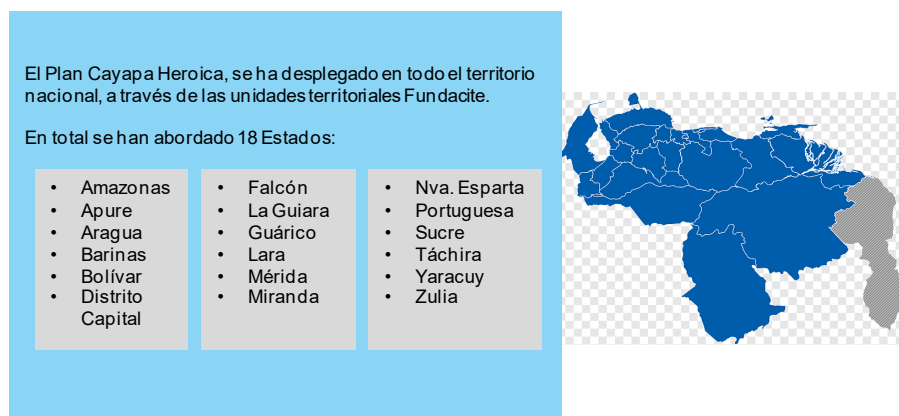 El Plan Cayapa Heroica, se ha desplegado en todo el territorio
nacional, a través de las unidades territoriales Fundacite.
En total se han abordado 18 Estados:
• Amazonas
• Apure
• Aragua
• Barinas
• Bolívar
• Distrito
Capital
• Falcón
• La Guiara
• Guárico
• Lara
• Mérida
• Miranda
• Nva. Esparta
• Portuguesa
• Sucre
• Táchira
• Yaracuy
• Zulia